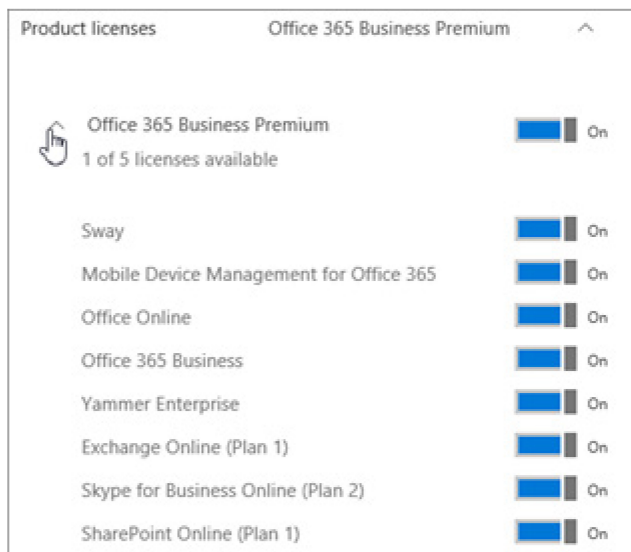 Product licenses Office 365 Business Premium
Office 365 Business Premium On
1 of 5 licenses available
Sway On
Mobile Device Management for Office 365 On
Office Online On
Office 365 Business On
Yammer Enterprise On
Exchange Online (Plan 1) On
Skype for Business Online (Plan 2) On
SharePoint Online (Plan 1) On